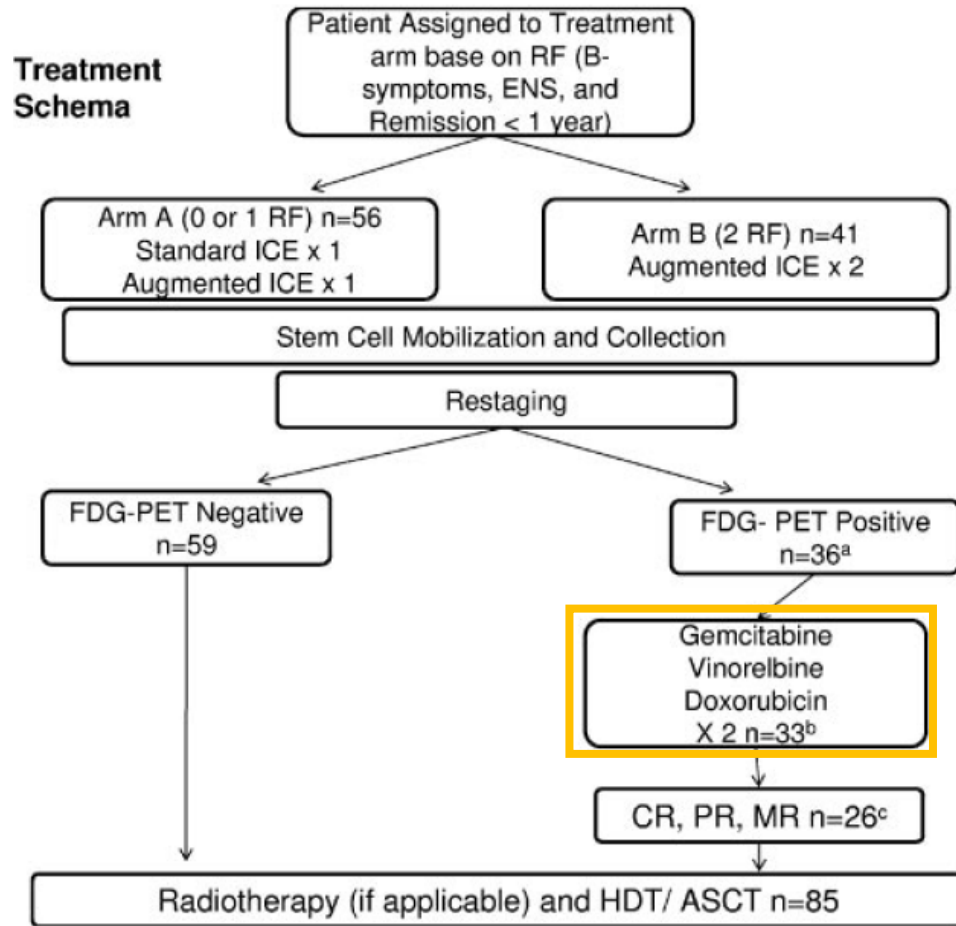 Treatment
Schema
Patient Assigned to Treatment
arm base on RF (B-
symptoms, ENS, and
Remission < 1 year)
Arm A (0 or 1 RF) n=56
Standard ICE x 1
Augmented ICE x 1
Arm B (2 RF) n=41
Augmented ICE x 2
Stem Cell Mobilization and Collection
Restaging
FDG-PET Negative
n=59
FDG- PET Positive
n=36ᵃ
Gemcitabine
Vinorelbine
Doxorubicin
X 2 n=33ᵇ
CR, PR, MR n=26ᶜ
Radiotherapy (if applicable) and HDT/ ASCT n=85